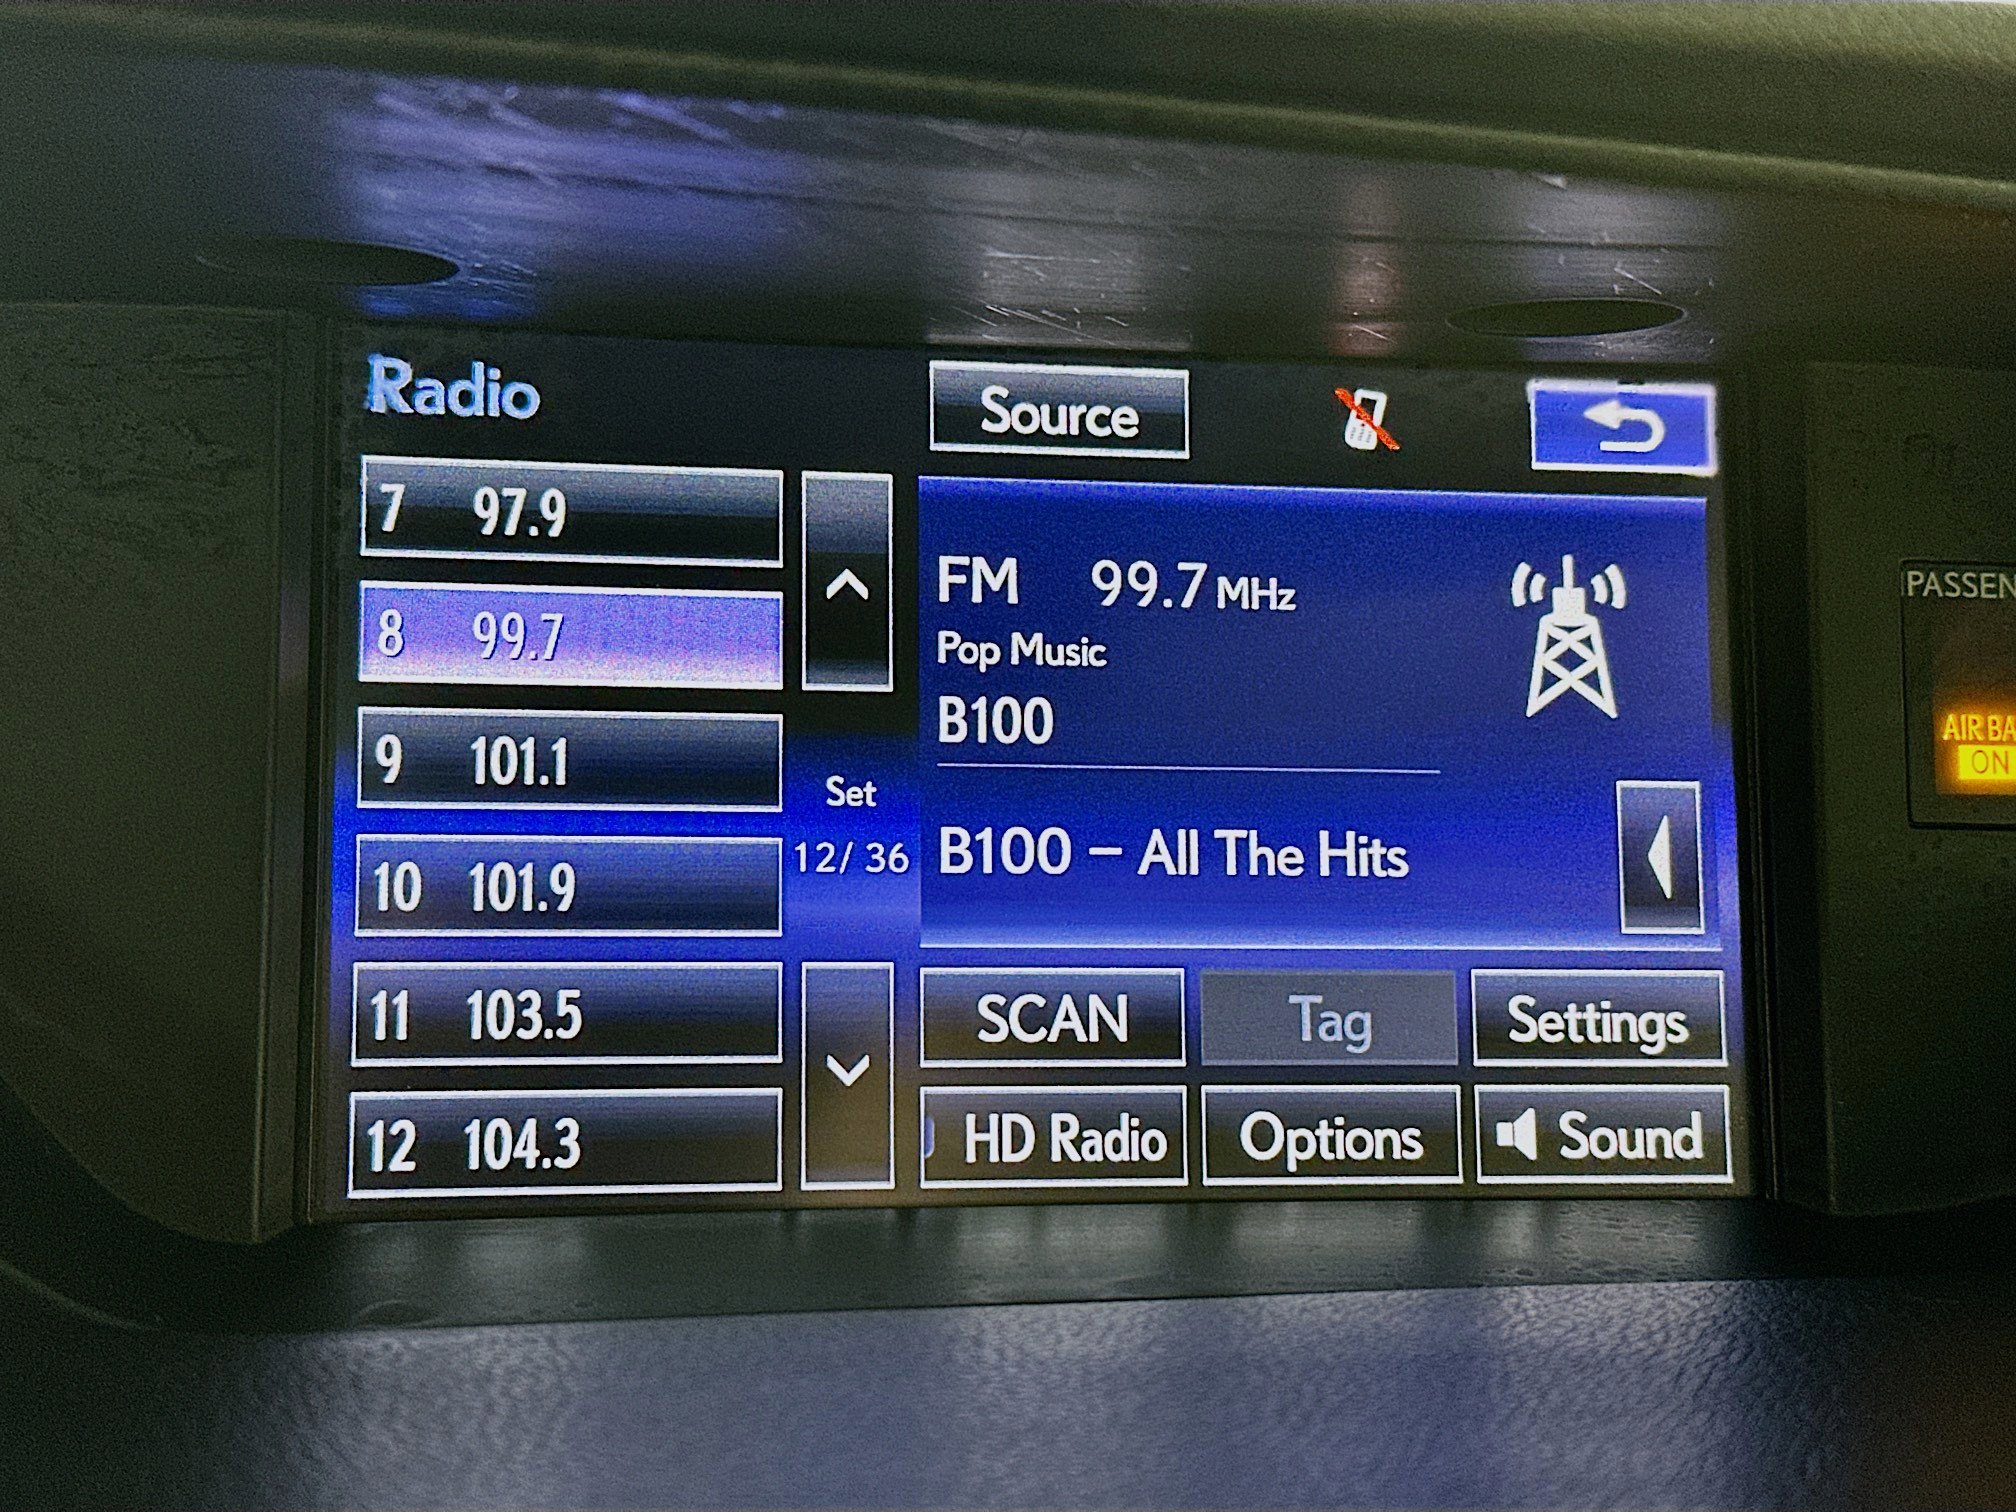 Radio
Source
7 97.9
8 99.7
9 101.1
10 101.9
11 103.5
12 104.3
Set
12/ 36
FM 99.7 MHz
Pop Music
B100
B100 – All The Hits
SCAN
Tag
Settings
HD Radio
Options
Sound
PASSEN
AIR BA
ON